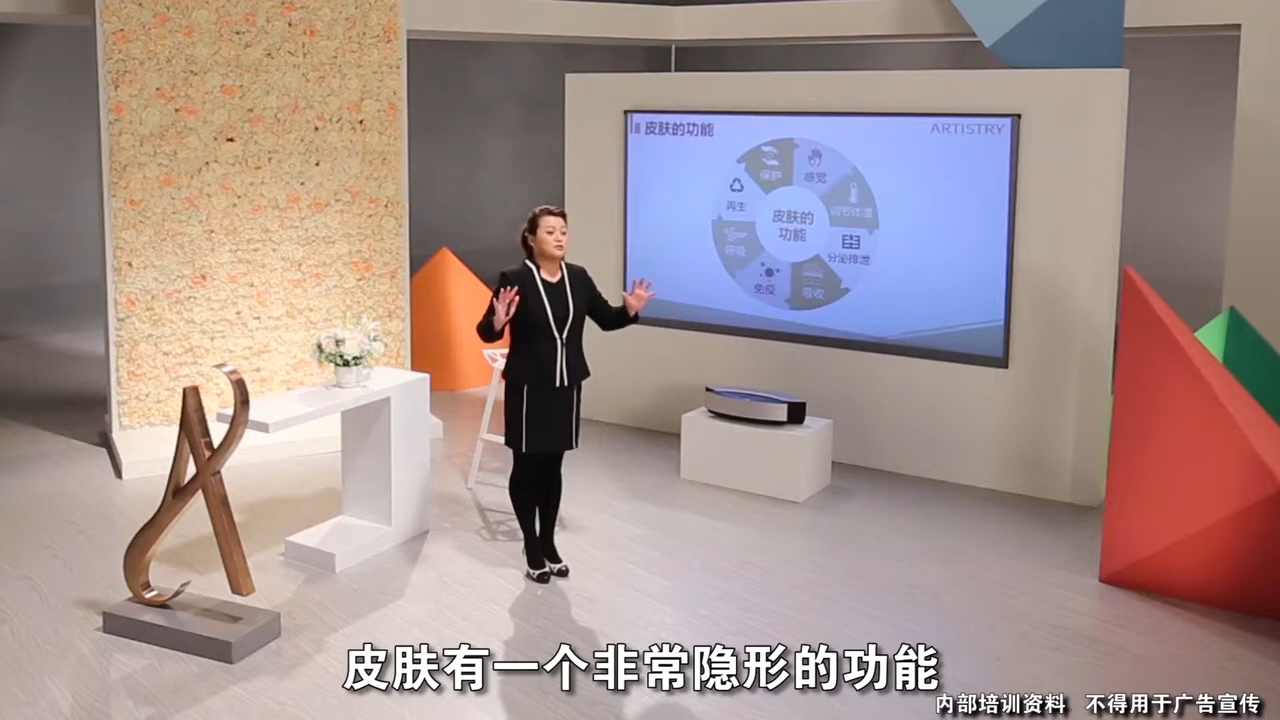 皮肤的功能
ARTISTRY
保护
感觉
调节体温
分泌排泄
吸收
免疫
呼吸
再生
皮肤的
功能
皮肤有一个非常隐形的功能
内部培训资料 不得用于广告宣传